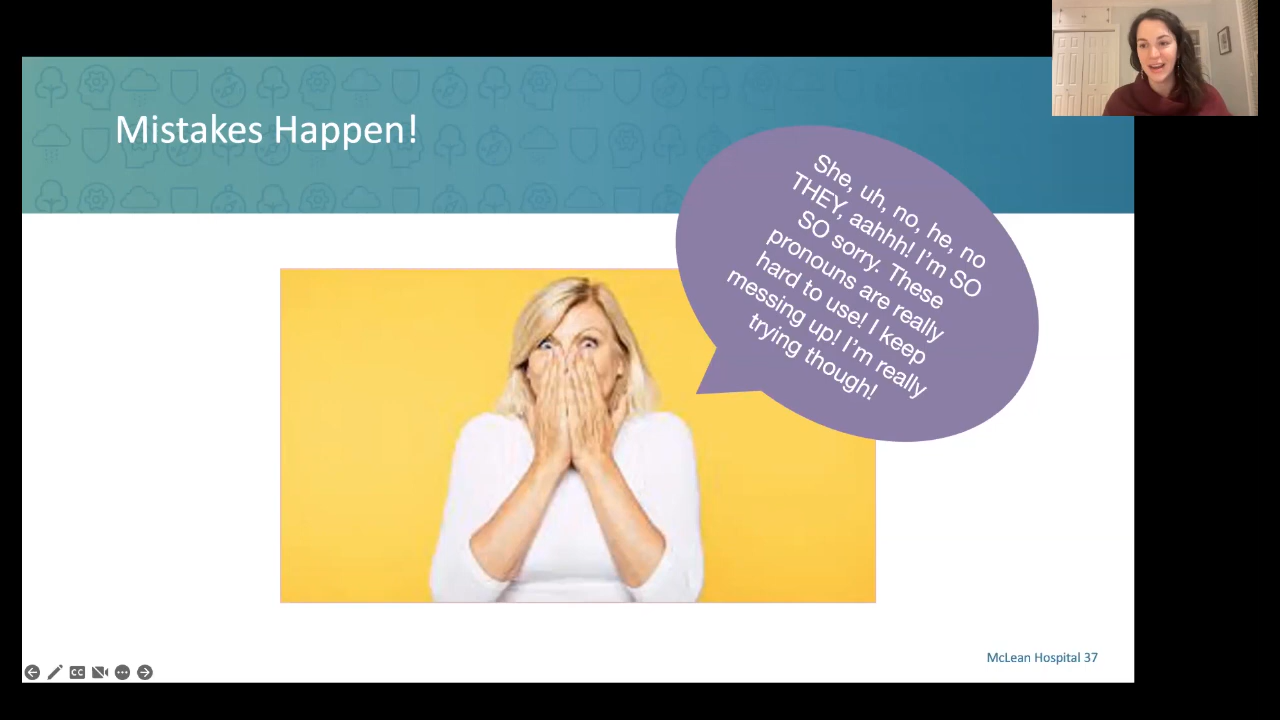 Mistakes Happen!
She, uh, no, he, no
THEY, aahhh! I'm SO
SO sorry. These
pronouns are really
hard to use! I keep
messing up! I'm really
trying though!
McLean Hospital 37
CC